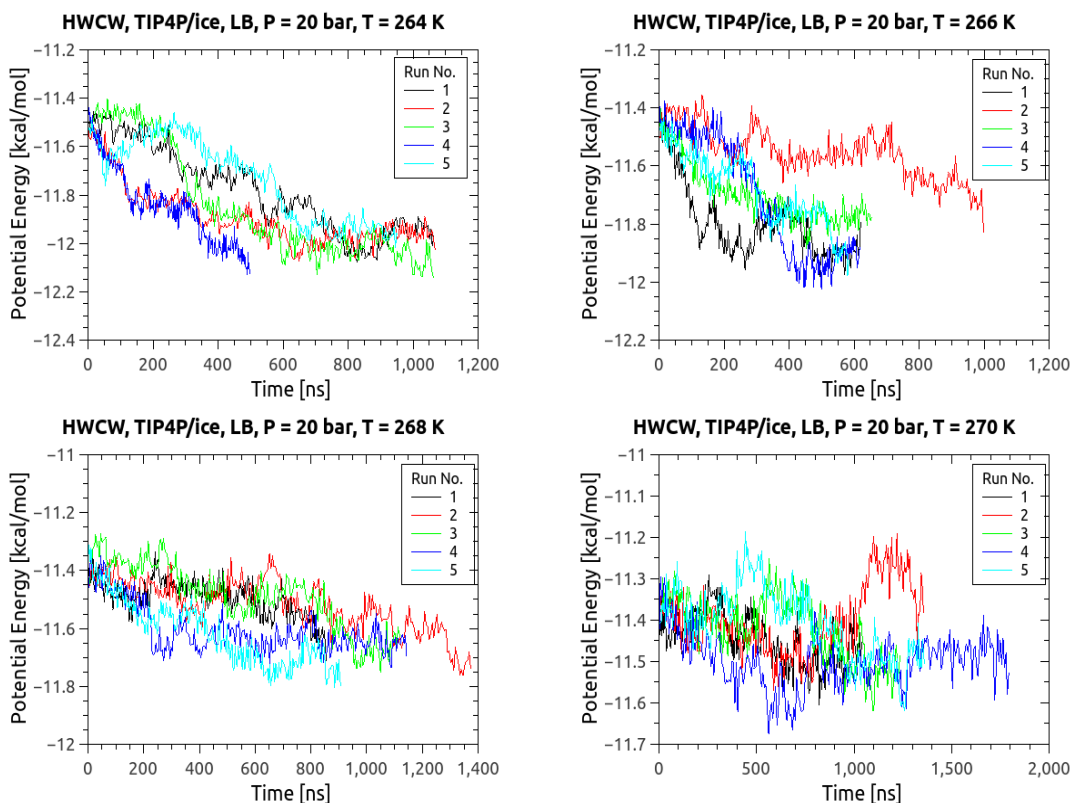 HWCW, TIP4P/ice, LB, P = 20 bar, T = 264 K
Potential Energy [kcal/mol]
−11.2
−11.4
−11.6
−11.8
−12
−12.2
−12.4
Run No.
1
2
3
4
5
0 200 400 600 800 1,000 1,200
Time [ns]
HWCW, TIP4P/ice, LB, P = 20 bar, T = 266 K
Potential Energy [kcal/mol]
−11.2
−11.4
−11.6
−11.8
−12
−12.2
Run No.
1
2
3
4
5
0 200 400 600 800 1,000 1,200
Time [ns]
HWCW, TIP4P/ice, LB, P = 20 bar, T = 268 K
Potential Energy [kcal/mol]
−11
−11.2
−11.4
−11.6
−11.8
−12
Run No.
1
2
3
4
5
0 200 400 600 800 1,000 1,200 1,400
Time [ns]
HWCW, TIP4P/ice, LB, P = 20 bar, T = 270 K
Potential Energy [kcal/mol]
−11
−11.1
−11.2
−11.3
−11.4
−11.5
−11.6
−11.7
Run No.
1
2
3
4
5
0 500 1,000 1,500 2,000
Time [ns]